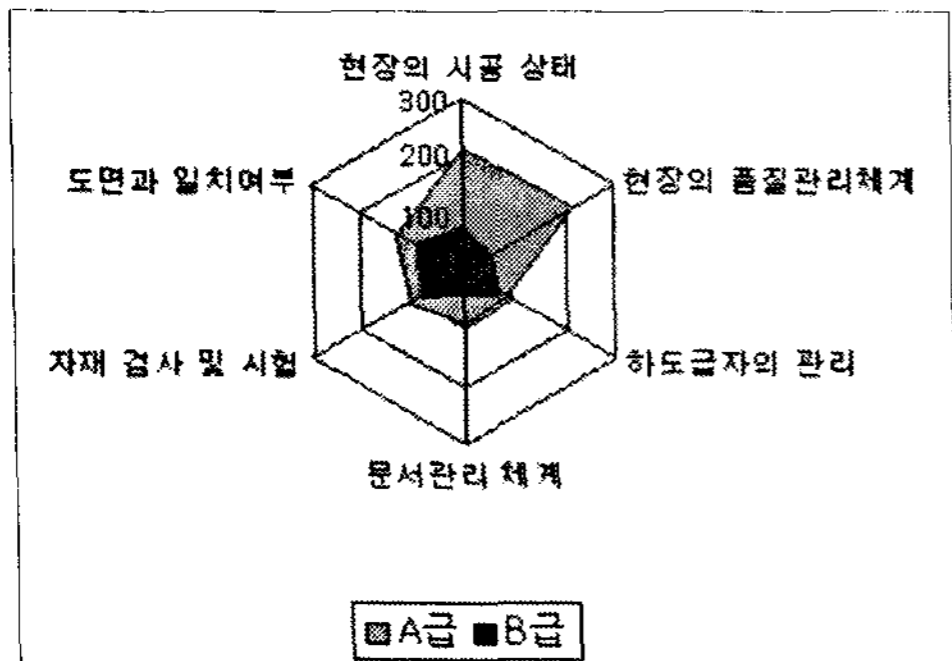 현장의 시공 상태
300
200
100
도면과 일치여부
현장의 품질관리체계
자재 검사 및 시험
하도급자의 관리
문서관리 체계
A급 B급